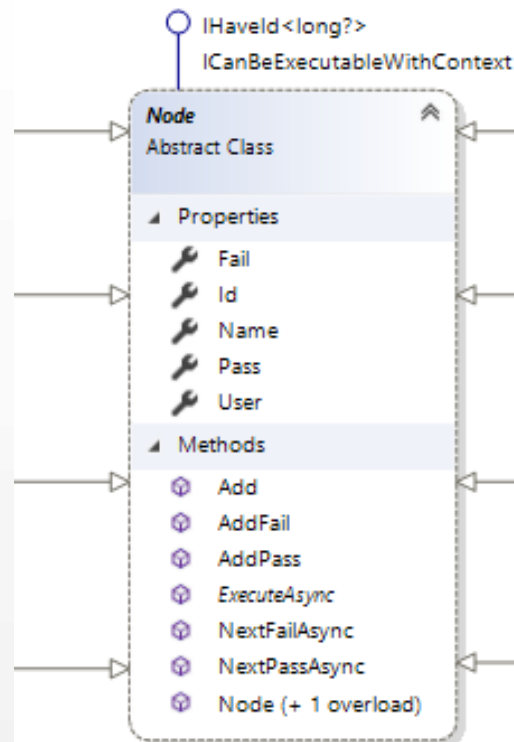 IHaveId<long?>
ICanBeExecutableWithContext
Node
Abstract Class
Properties
Fail
Id
Name
Pass
User
Methods
Add
AddFail
AddPass
ExecuteAsync
NextFailAsync
NextPassAsync
Node (+ 1 overload)